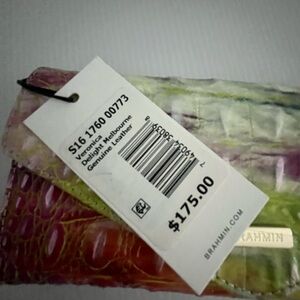 S16 1760 00773
Veronica
Delight Melbourne
Genuine Leather
$175.00
BRAHMIN.COM
BRAHMIN